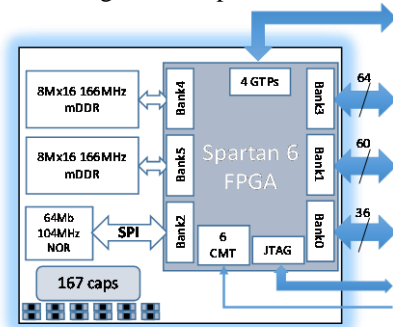 8Mx16 166MHz
mDDR
8Mx16 166MHz
mDDR
64Mb
104MHz
NOR
SPI
167 caps
Bank4
Bank5
Bank2
4 GTPs
Spartan 6
FPGA
6
CMT
JTAG
Bank3
Bank1
Bank0
64
60
36